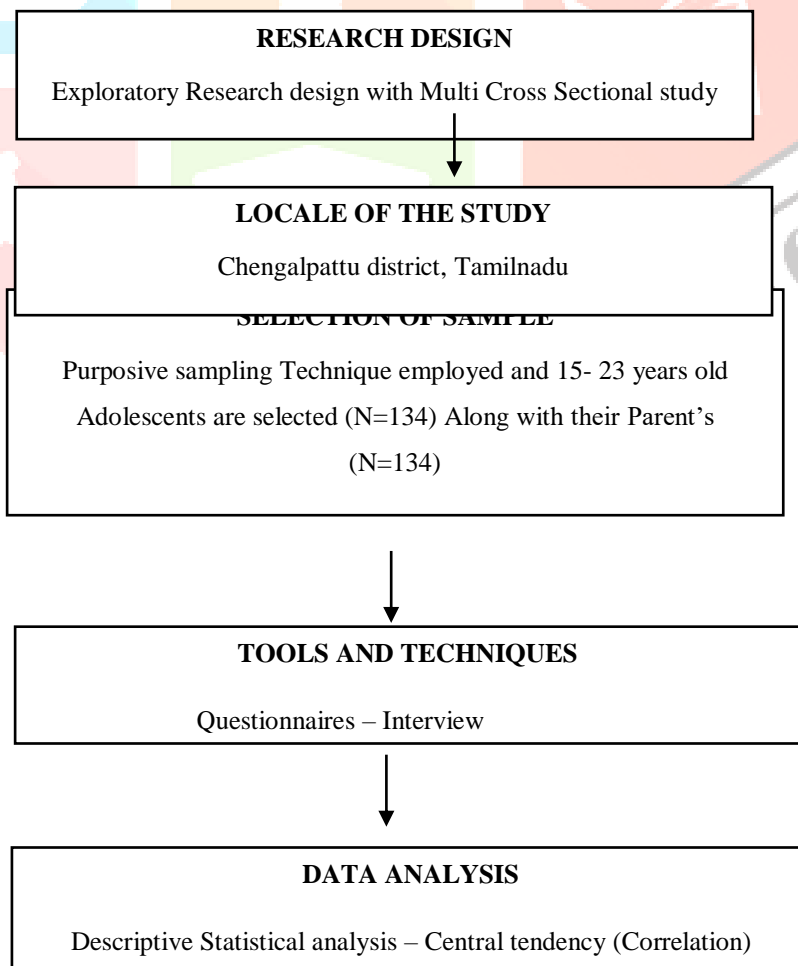 RESEARCH DESIGN
Exploratory Research design with Multi Cross Sectional study
LOCALE OF THE STUDY
Chengalpattu district, Tamilnadu
SELECTION OF SAMPLE
Purposive sampling Technique employed and 15- 23 years old
Adolescents are selected (N=134) Along with their Parent’s
(N=134)
TOOLS AND TECHNIQUES
Questionnaires – Interview
DATA ANALYSIS
Descriptive Statistical analysis – Central tendency (Correlation)